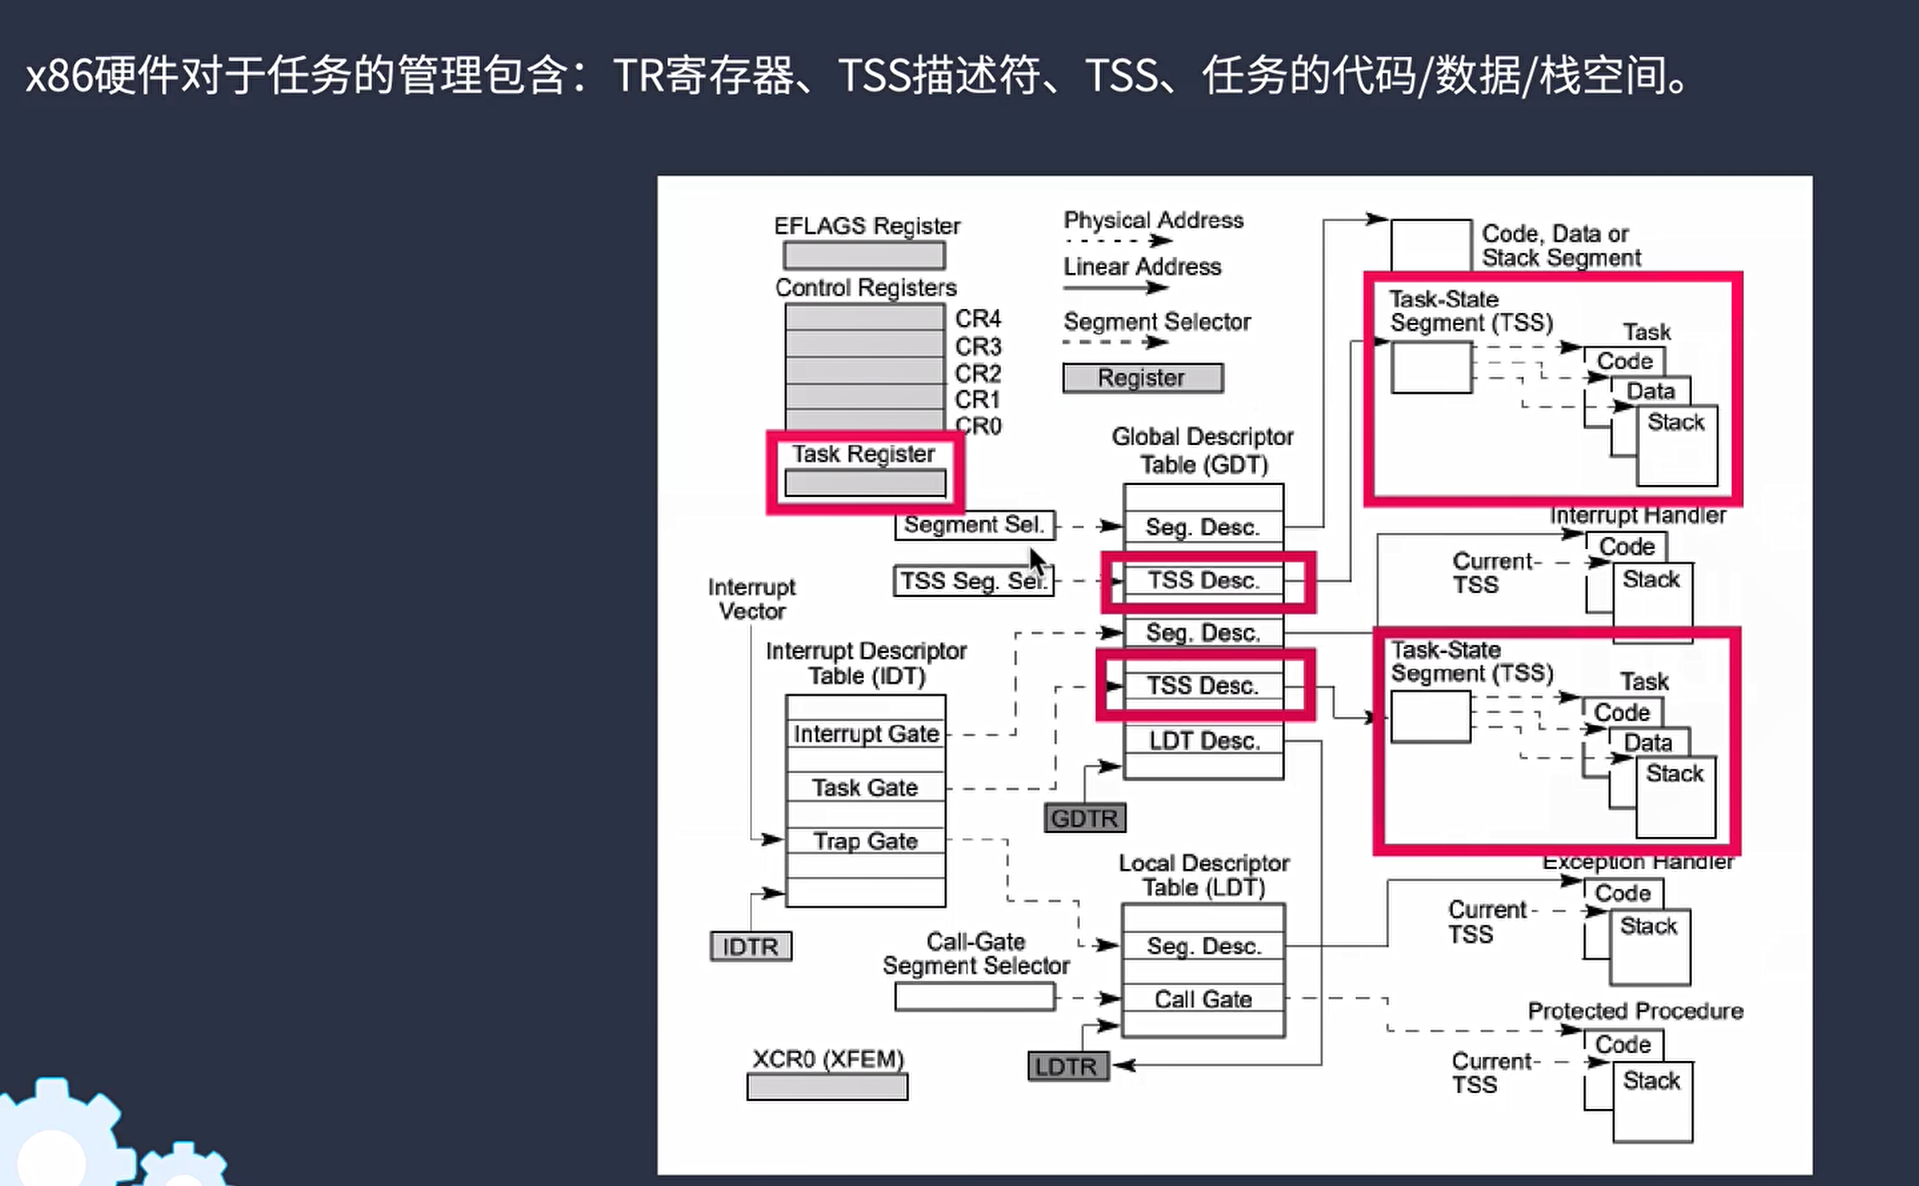 x86硬件对于任务的管理包含：TR寄存器、TSS描述符、TSS、任务的代码/数据/栈空间。
EFLAGS Register
Control Registers
CR4
CR3
CR2
CR1
CR0
Task Register
Physical Address
Linear Address
Segment Selector
Register
Code, Data or
Stack Segment
Task-State
Segment (TSS)
Task
Code
Data
Stack
Global Descriptor
Table (GDT)
Segment Sel.
Seg. Desc.
TSS Seg. Sel.
TSS Desc.
Interrupt Handler
Code
Current
TSS
Stack
Interrupt
Vector
Seg. Desc.
Interrupt Descriptor
Table (IDT)
TSS Desc.
Task-State
Segment (TSS)
Task
Code
Data
Stack
Interrupt Gate
LDT Desc.
Task Gate
GDTR
Trap Gate
Local Descriptor
Table (LDT)
Exception Handler
Code
Current
TSS
Stack
IDTR
Call-Gate
Segment Selector
Seg. Desc.
Call Gate
Protected Procedure
Code
Current
TSS
Stack
XCR0 (XFEM)
LDTR